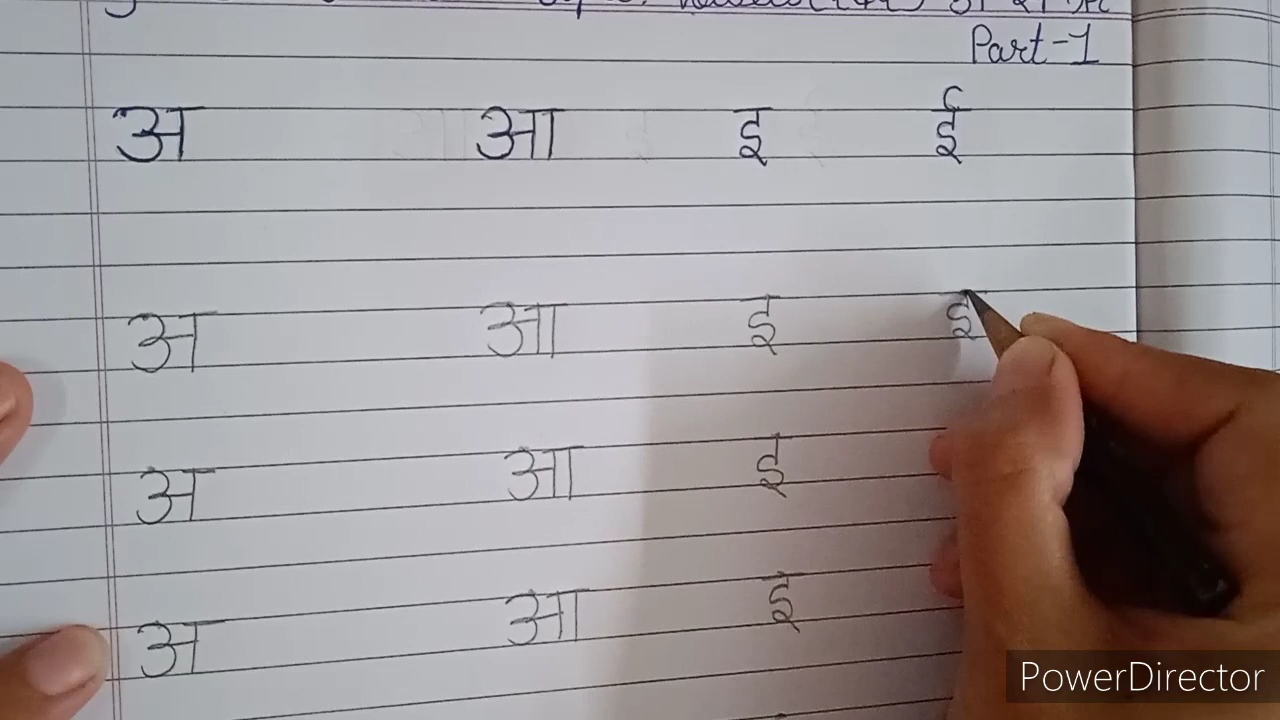 Part-1
अ आ इ ई
अ आ इ इ
अ आ इ
अ आ इ
PowerDirector